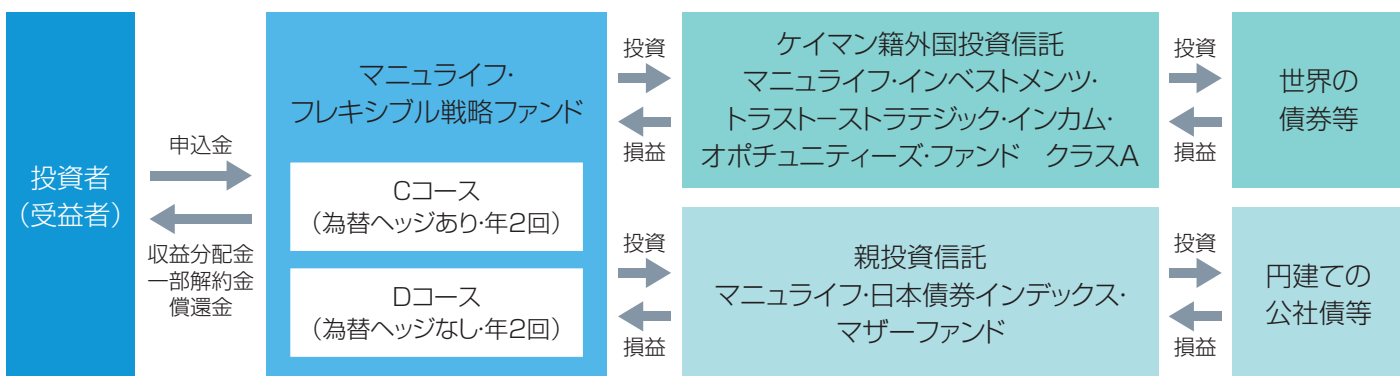 投資者
(受益者)
申込金
収益分配金
一部解約金
償還金
マニュライフ・
フレキシブル戦略ファンド
Cコース
(為替ヘッジあり・年2回)
Dコース
(為替ヘッジなし・年2回)
投資
損益
ケイマン籍外国投資信託
マニュライフ・インベストメンツ・
トラスト－ストラテジック・インカム・
オポチュニティーズ・ファンド　クラスA
投資
損益
世界の
債券等
投資
損益
親投資信託
マニュライフ・日本債券インデックス・
マザーファンド
投資
損益
円建ての
公社債等